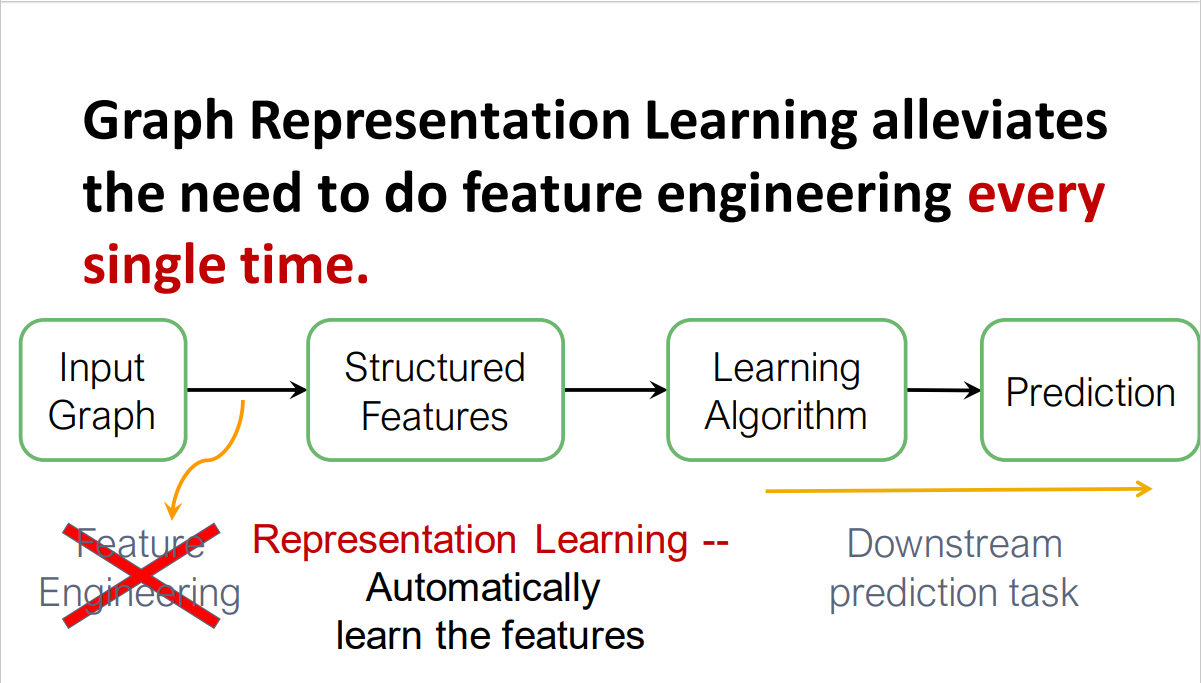 Graph Representation Learning alleviates
the need to do feature engineering every
single time.
Input
Graph
Structured
Features
Learning
Algorithm
Prediction
Feature
Engineering
Representation Learning --
Automatically
learn the features
Downstream
prediction task